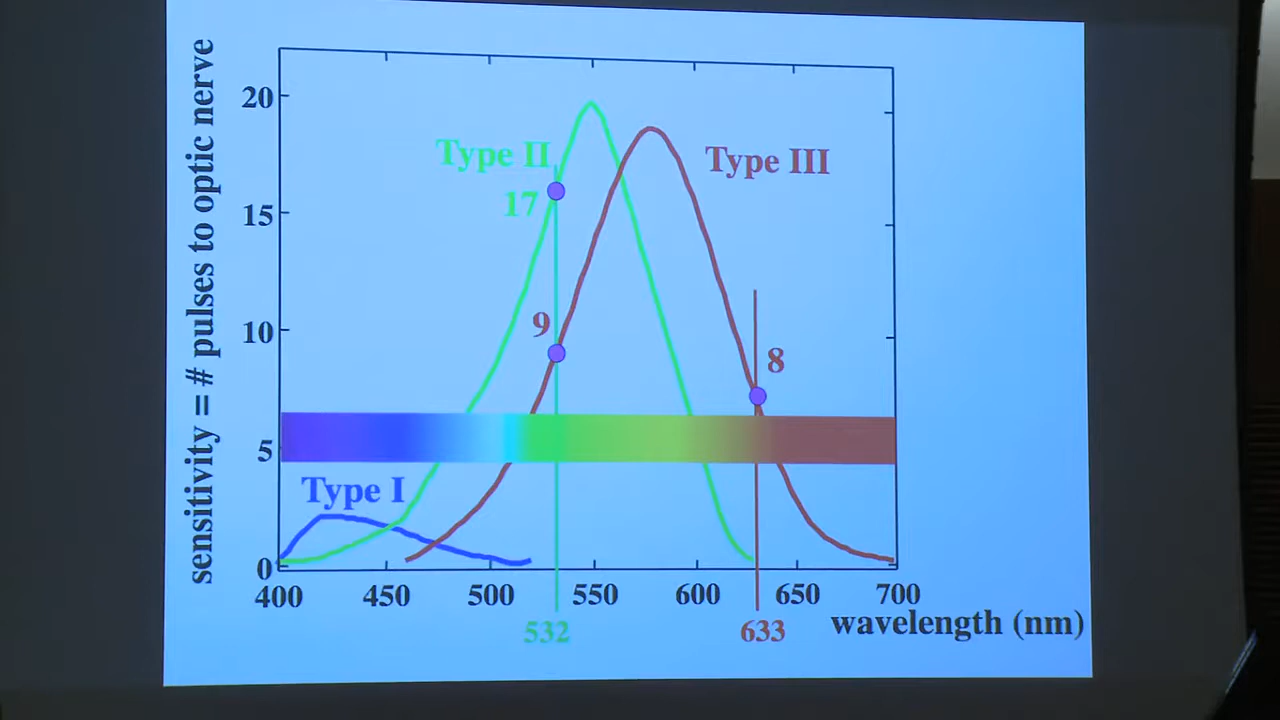 sensitivity = # pulses to optic nerve
20
15
10
5
0
Type II
17
Type III
9
8
Type I
400 450 500 550 600 650 700
wavelength (nm)
532
633